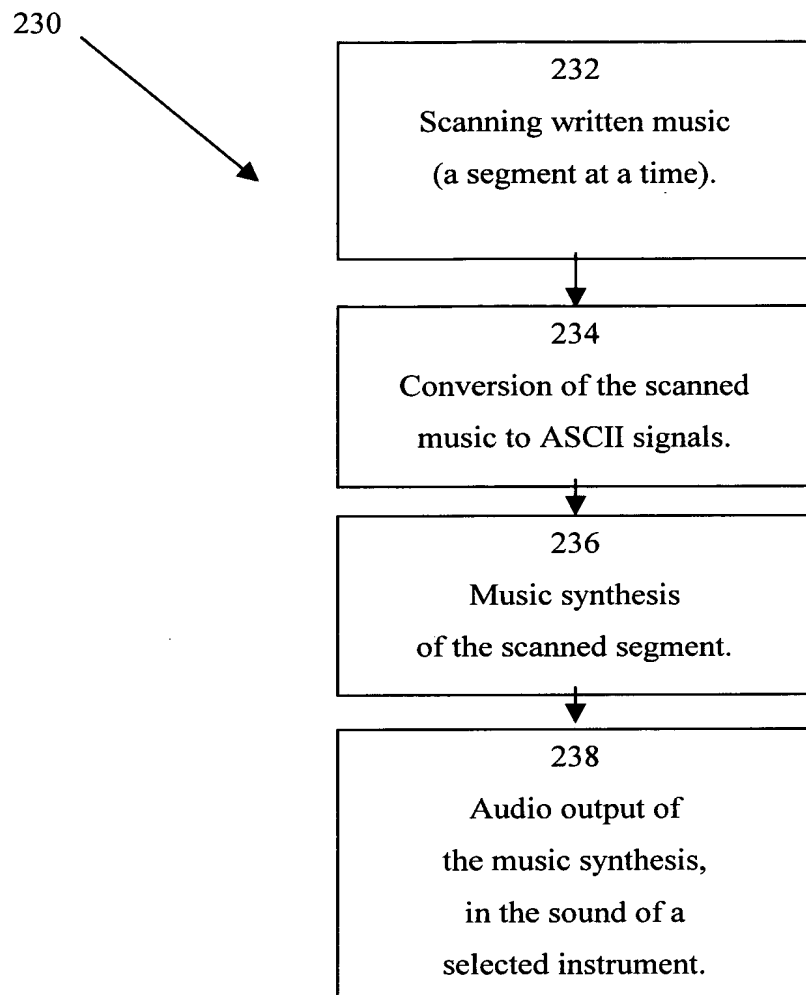 230
232
Scanning written music
(a segment at a time).
234
Conversion of the scanned
music to ASCII signals.
236
Music synthesis
of the scanned segment.
238
Audio output of
the music synthesis,
in the sound of a
selected instrument.